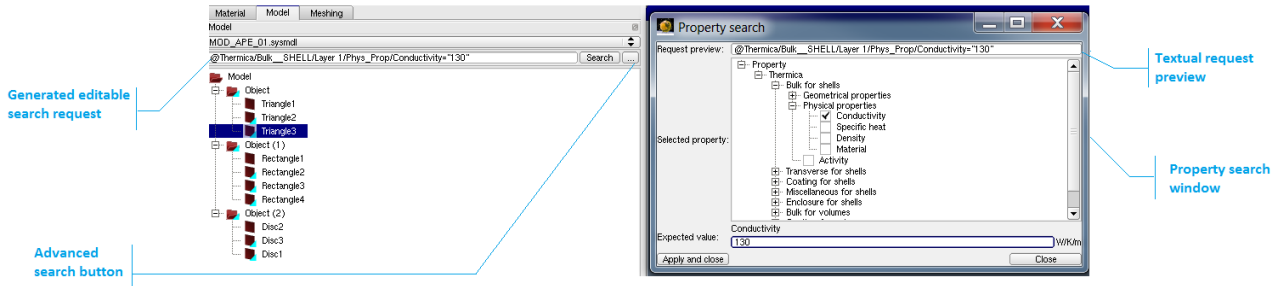 Material Model Meshing
Model
MOD_APE_01.sysmdl
@Thermica/Bulk__SHELL/Layer 1/Phys_Prop/Conductivity="130" Search ...
Model
Object
Triangle1
Triangle2
Triangle3
Object (1)
Rectangle1
Rectangle2
Rectangle3
Rectangle4
Object (2)
Disc2
Disc3
Disc1
Generated editable
search request
Advanced
search button
Property search
Request preview: @Thermica/Bulk__SHELL/Layer 1/Phys_Prop/Conductivity="130"
Property
Thermica
Bulk for shells
Geometrical properties
Physical properties
Conductivity
Specific heat
Selected property:
Density
Material
Activity
Transverse for shells
Coating for shells
Miscellaneous for shells
Enclosure for shells
Bulk for volumes
Conductivity
Expected value: 130 W/K/m
Apply and close Close
Textual request
preview
Property search
window